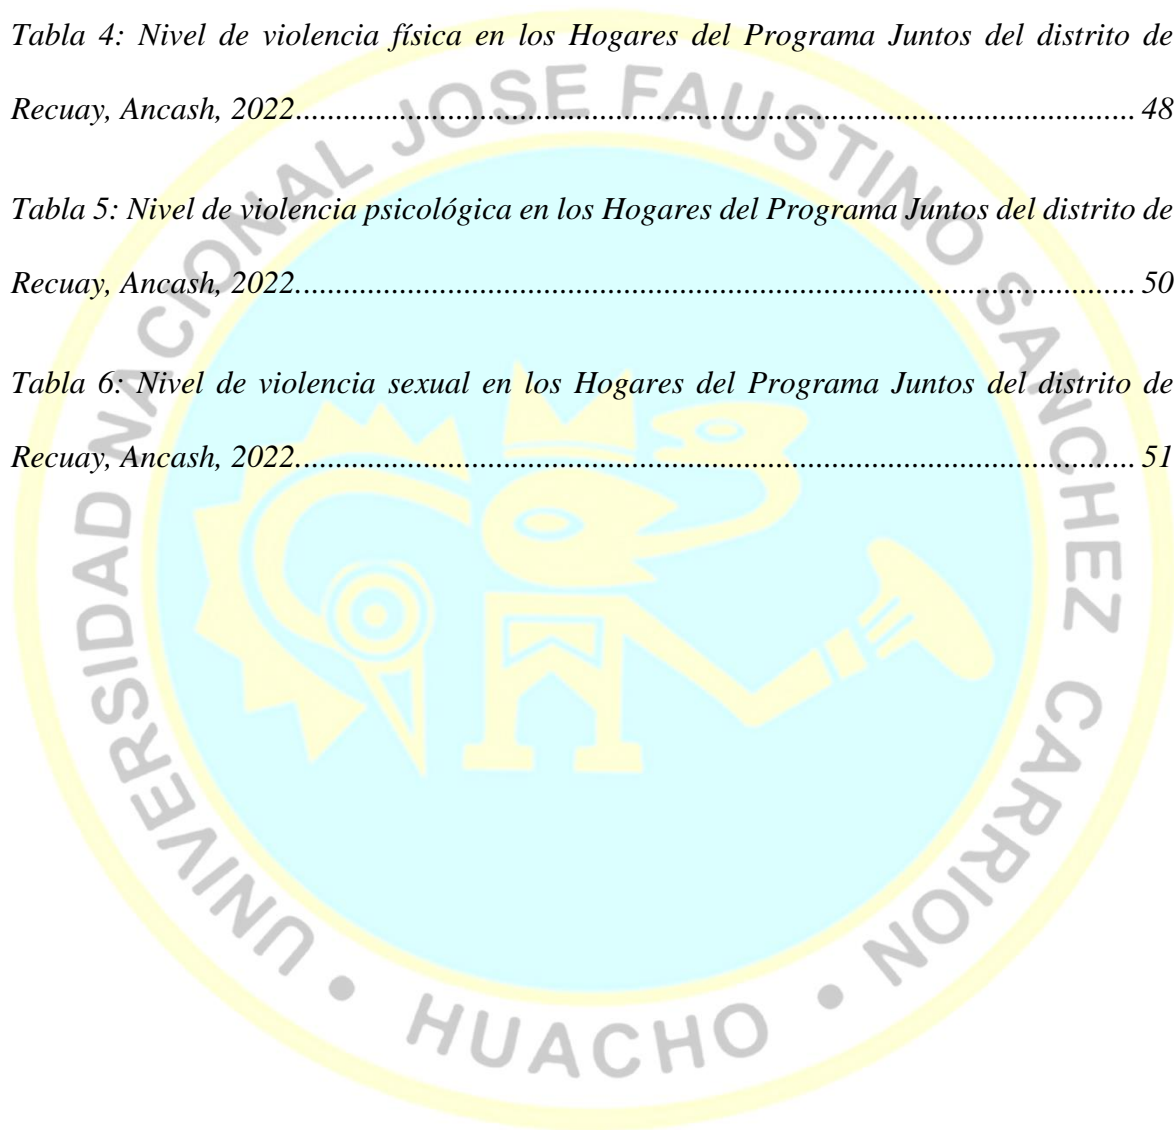 Tabla 4: Nivel de violencia física en los Hogares del Programa Juntos del distrito de
Recuay, Ancash, 2022.......................................................................................... 48
Tabla 5: Nivel de violencia psicológica en los Hogares del Programa Juntos del distrito de
Recuay, Ancash, 2022.......................................................................................... 50
Tabla 6: Nivel de violencia sexual en los Hogares del Programa Juntos del distrito de
Recuay, Ancash, 2022.......................................................................................... 51
UNIVERSIDAD NACIONAL JOSE FAUSTINO SANCHEZ CARRION • HUACHO •